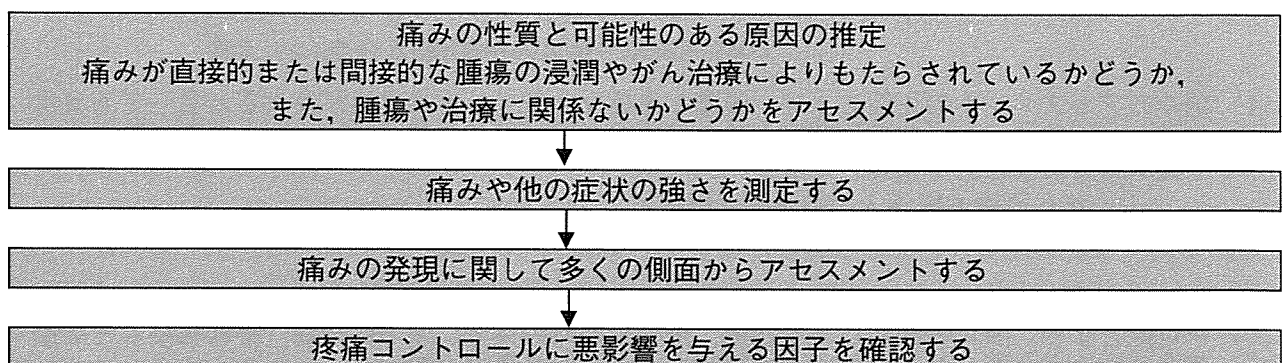 痛みの性質と可能性のある原因の推定
痛みが直接的または間接的な腫瘍の浸潤やがん治療によりもたらされているかどうか，
また，腫瘍や治療に関係ないかどうかをアセスメントする
痛みや他の症状の強さを測定する
痛みの発現に関して多くの側面からアセスメントする
疼痛コントロールに悪影響を与える因子を確認する